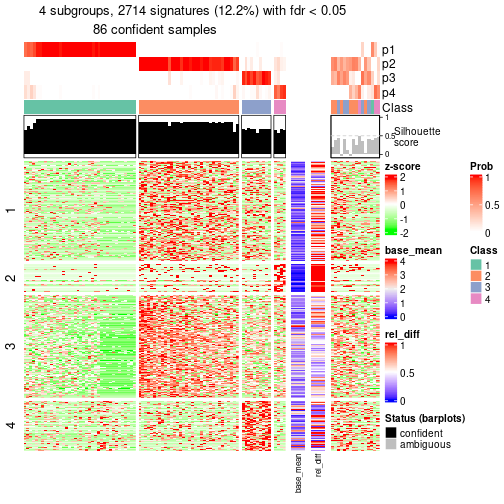 4 subgroups, 2714 signatures (12.2%) with fdr < 0.05
86 confident samples
p1
p2
p3
p4
Class
1
0.5
0
Silhouette
score
1
2
3
4
base_mean
rel_diff
z-score
2
1
0
-1
-2
base_mean
4
3
2
1
0
rel_diff
1
0.5
0
Status (barplots)
confident
ambiguous
Prob
1
0.5
0
Class
1
2
3
4